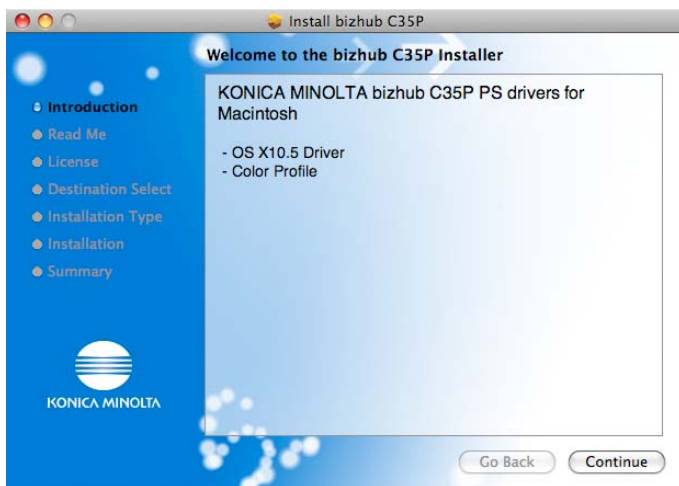 Install bizhub C35P
Welcome to the bizhub C35P Installer
Introduction
Read Me
License
Destination Select
Installation Type
Installation
Summary
KONICA MINOLTA
KONICA MINOLTA bizhub C35P PS drivers for
Macintosh
- OS X10.5 Driver
- Color Profile
Go Back
Continue